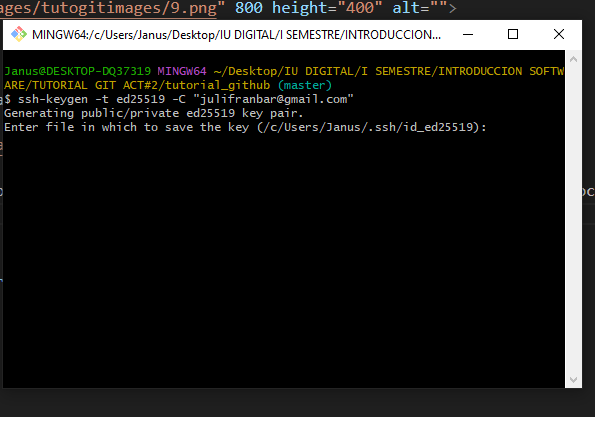 ages/tutogitimages/9.png" 800 height="400" alt="">
MINGW64:/c/Users/Janus/Desktop/IU DIGITAL/I SEMESTRE/INTRODUCCION...
Janus@DESKTOP-DQ37319 MINGW64 ~/Desktop/IU DIGITAL/I SEMESTRE/INTRODUCCION SOFTW
ARE/TUTORIAL GIT ACT#2/tutorial_github (master)
$ ssh-keygen -t ed25519 -C "julifranbar@gmail.com"
Generating public/private ed25519 key pair.
Enter file in which to save the key (/c/Users/Janus/.ssh/id_ed25519):